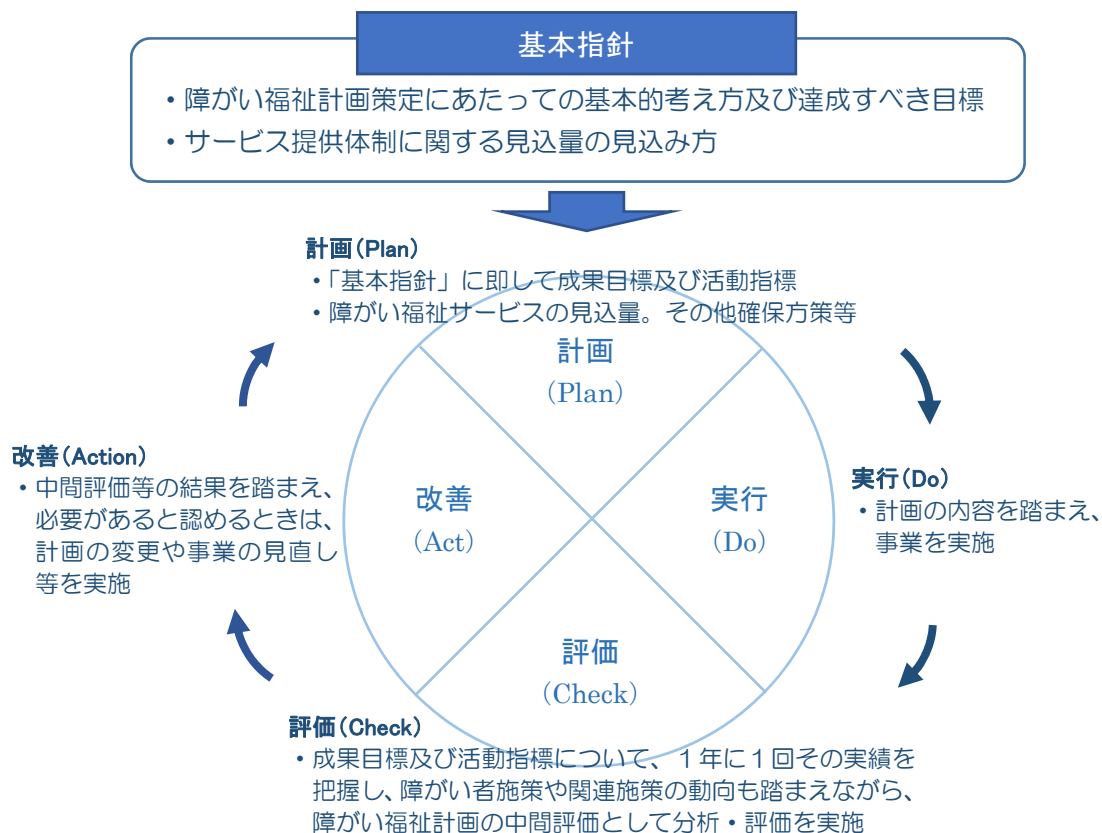 基本指針
・障がい福祉計画策定にあたっての基本的考え方及び達成すべき目標
・サービス提供体制に関する見込量の見込み方
計画(Plan)
・「基本指針」に即して成果目標及び活動指標
・障がい福祉サービスの見込量。その他確保方策等
計画
(Plan)
改善(Action)
・中間評価等の結果を踏まえ、
必要があると認めるときは、
計画の変更や事業の見直し
等を実施
改善
(Act)
実行
(Do)
実行(Do)
・計画の内容を踏まえ、
事業を実施
評価
(Check)
評価(Check)
・成果目標及び活動指標について、１年に１回その実績を
把握し、障がい者施策や関連施策の動向も踏まえながら、
障がい福祉計画の中間評価として分析・評価を実施